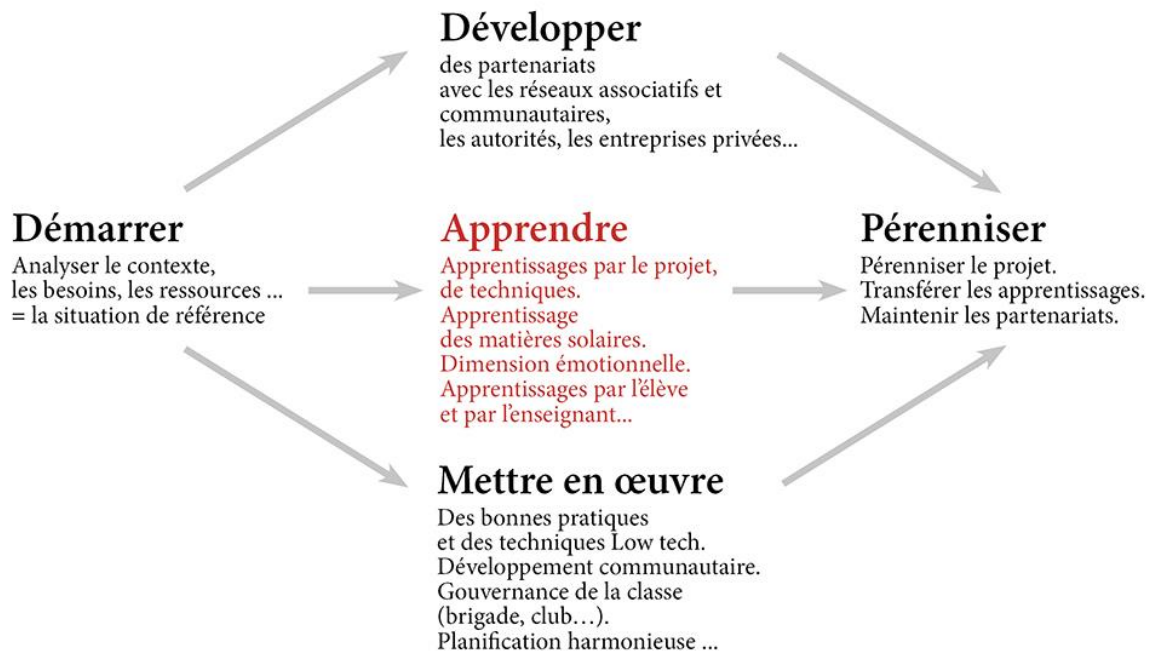 Développer
des partenariats
avec les réseaux associatifs et
communautaires,
les autorités, les entreprises privées...
Démarrer
Analyser le contexte,
les besoins, les ressources ...
= la situation de référence
Apprendre
Apprentissages par le projet,
de techniques.
Apprentissage
des matières solaires.
Dimension émotionnelle.
Apprentissages par l'élève
et par l'enseignant...
Pérenniser
Pérenniser le projet.
Transférer les apprentissages.
Maintenir les partenariats.
Mettre en œuvre
Des bonnes pratiques
et des techniques Low tech.
Développement communautaire.
Gouvernance de la classe
(brigade, club…).
Planification harmonieuse ...